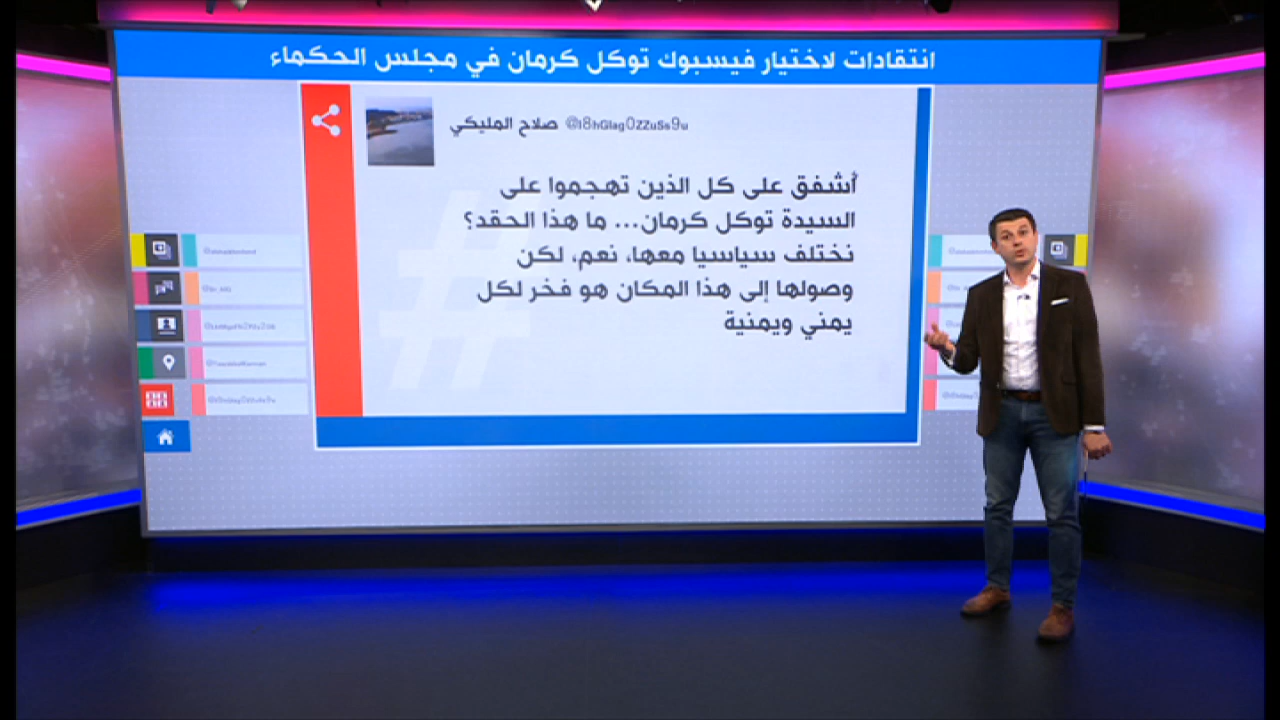 انتقادات لاختيار فيسبوك توكل كرمان في مجلس الحكماء
صلاح المليكي @i8hGlag0ZZuSs9u
أشفق على كل الذين تهجموا على
السيدة توكل كرمان... ما هذا الحقد؟
نختلف سياسيا معها، نعم، لكن
وصولها إلى هذا المكان هو فخر لكل
يمني ويمنية